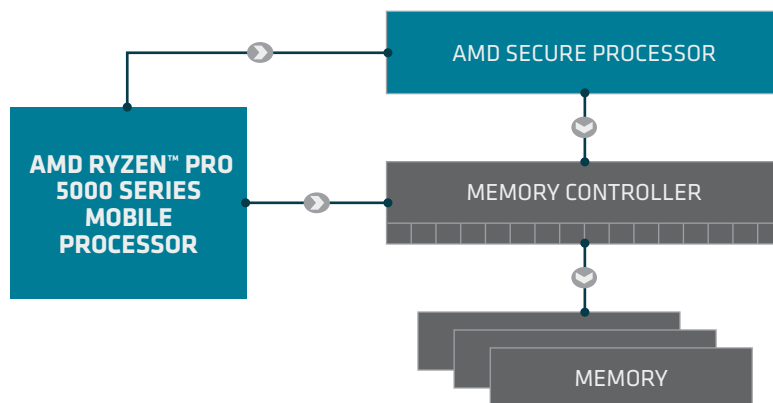 AMD SECURE PROCESSOR
AMD RYZEN™ PRO
5000 SERIES
MOBILE
PROCESSOR
MEMORY CONTROLLER
MEMORY